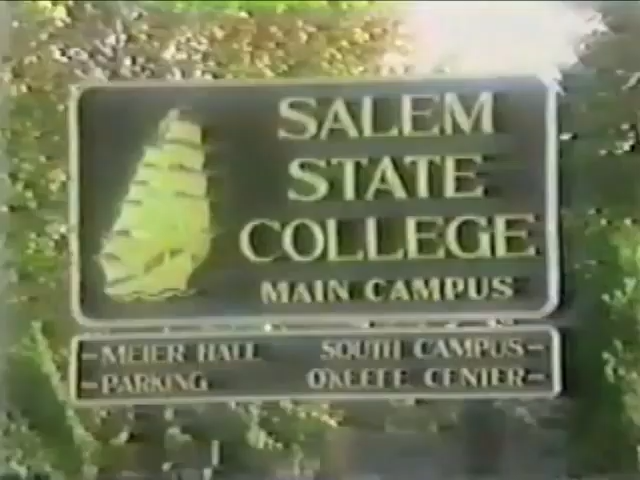 SALEM
STATE
COLLEGE
MAIN CAMPUS
-MEIER HALL SOUTH CAMPUS-
-PARKING O'KEEFE CENTER-